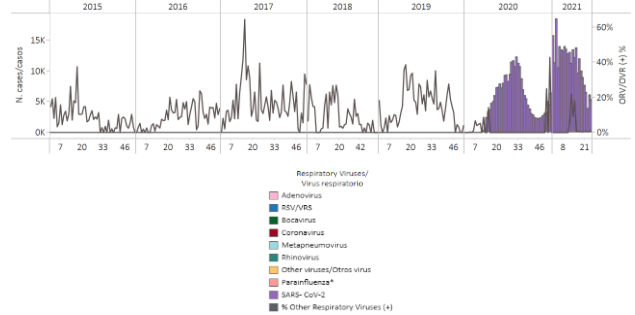 2015 2016 2017 2018 2019 2020 2021
N. cases/casos
15K
10K
5K
0K
60%
40%
20%
0%
ORV/OVR (+) %
7 20 33 46 7 20 33 46 7 20 33 46 7 20 42 7 20 33 46 7 20 33 46 8 21
Respiratory Viruses/
Virus respiratorio
Adenovirus
RSV/VRS
Bocavirus
Coronavirus
Metapneumovirus
Rhinovirus
Other viruses/Otros virus
Parainfluenza*
SARS- CoV-2
% Other Respiratory Viruses (+)